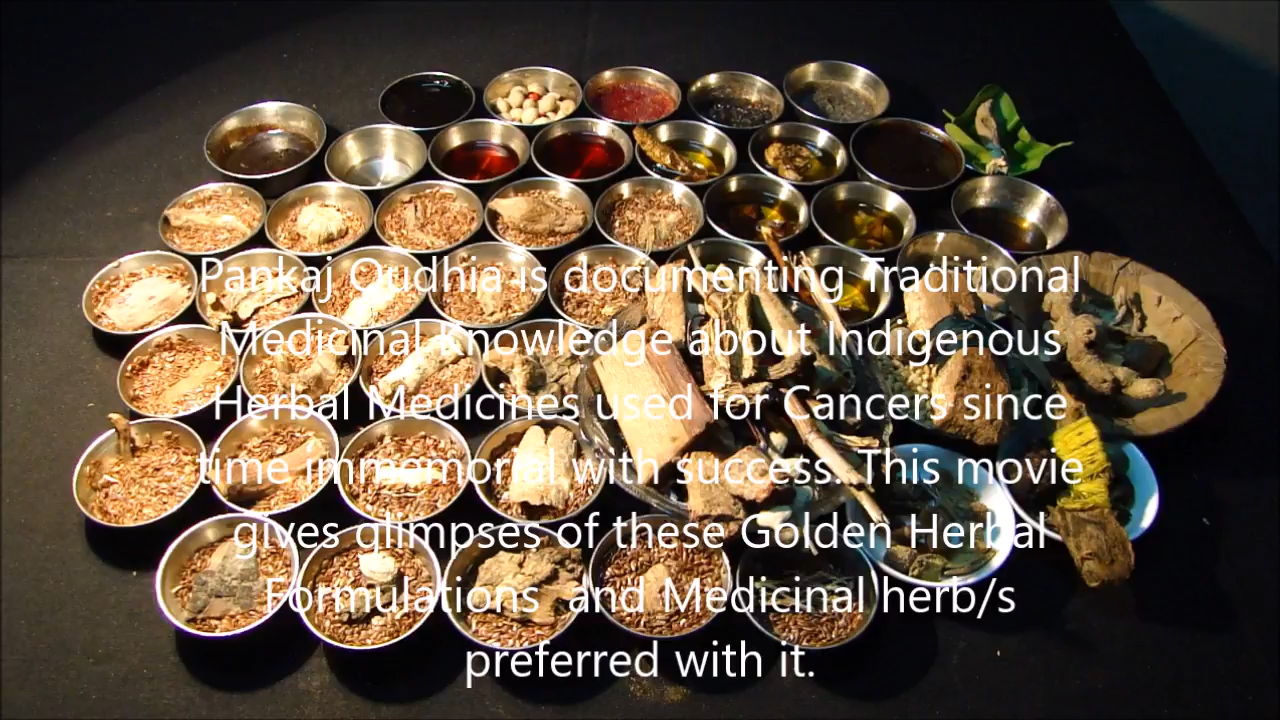 Pankaj Oudhia is documenting Traditional
Medicinal Knowledge about Indigenous
Herbal Medicines used for Cancers since
time immemorial with success. This movie
gives glimpses of these Golden Herbal
Formulations  and Medicinal herb/s
preferred with it.